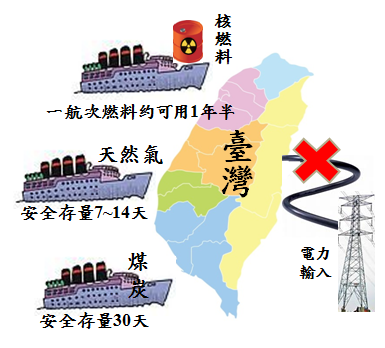 核
燃
料
一航次燃料約可用1年半
天然氣
臺
灣
安全存量7~14天
電力
輸入
煤
炭
安全存量30天